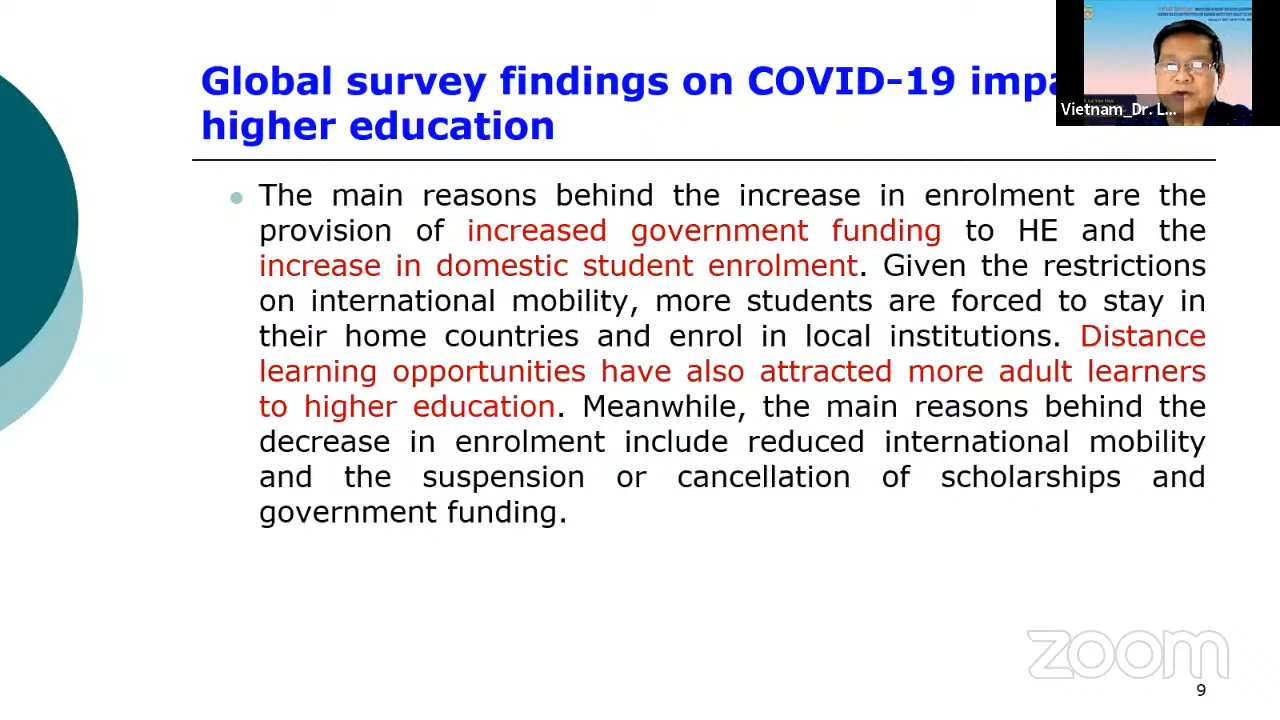 Global survey findings on COVID-19 impa
higher education
Vietnam_Dr. L...
The main reasons behind the increase in enrolment are the
provision of increased government funding to HE and the
increase in domestic student enrolment. Given the restrictions
on international mobility, more students are forced to stay in
their home countries and enrol in local institutions. Distance
learning opportunities have also attracted more adult learners
to higher education. Meanwhile, the main reasons behind the
decrease in enrolment include reduced international mobility
and the suspension or cancellation of scholarships and
government funding.
zoom
9